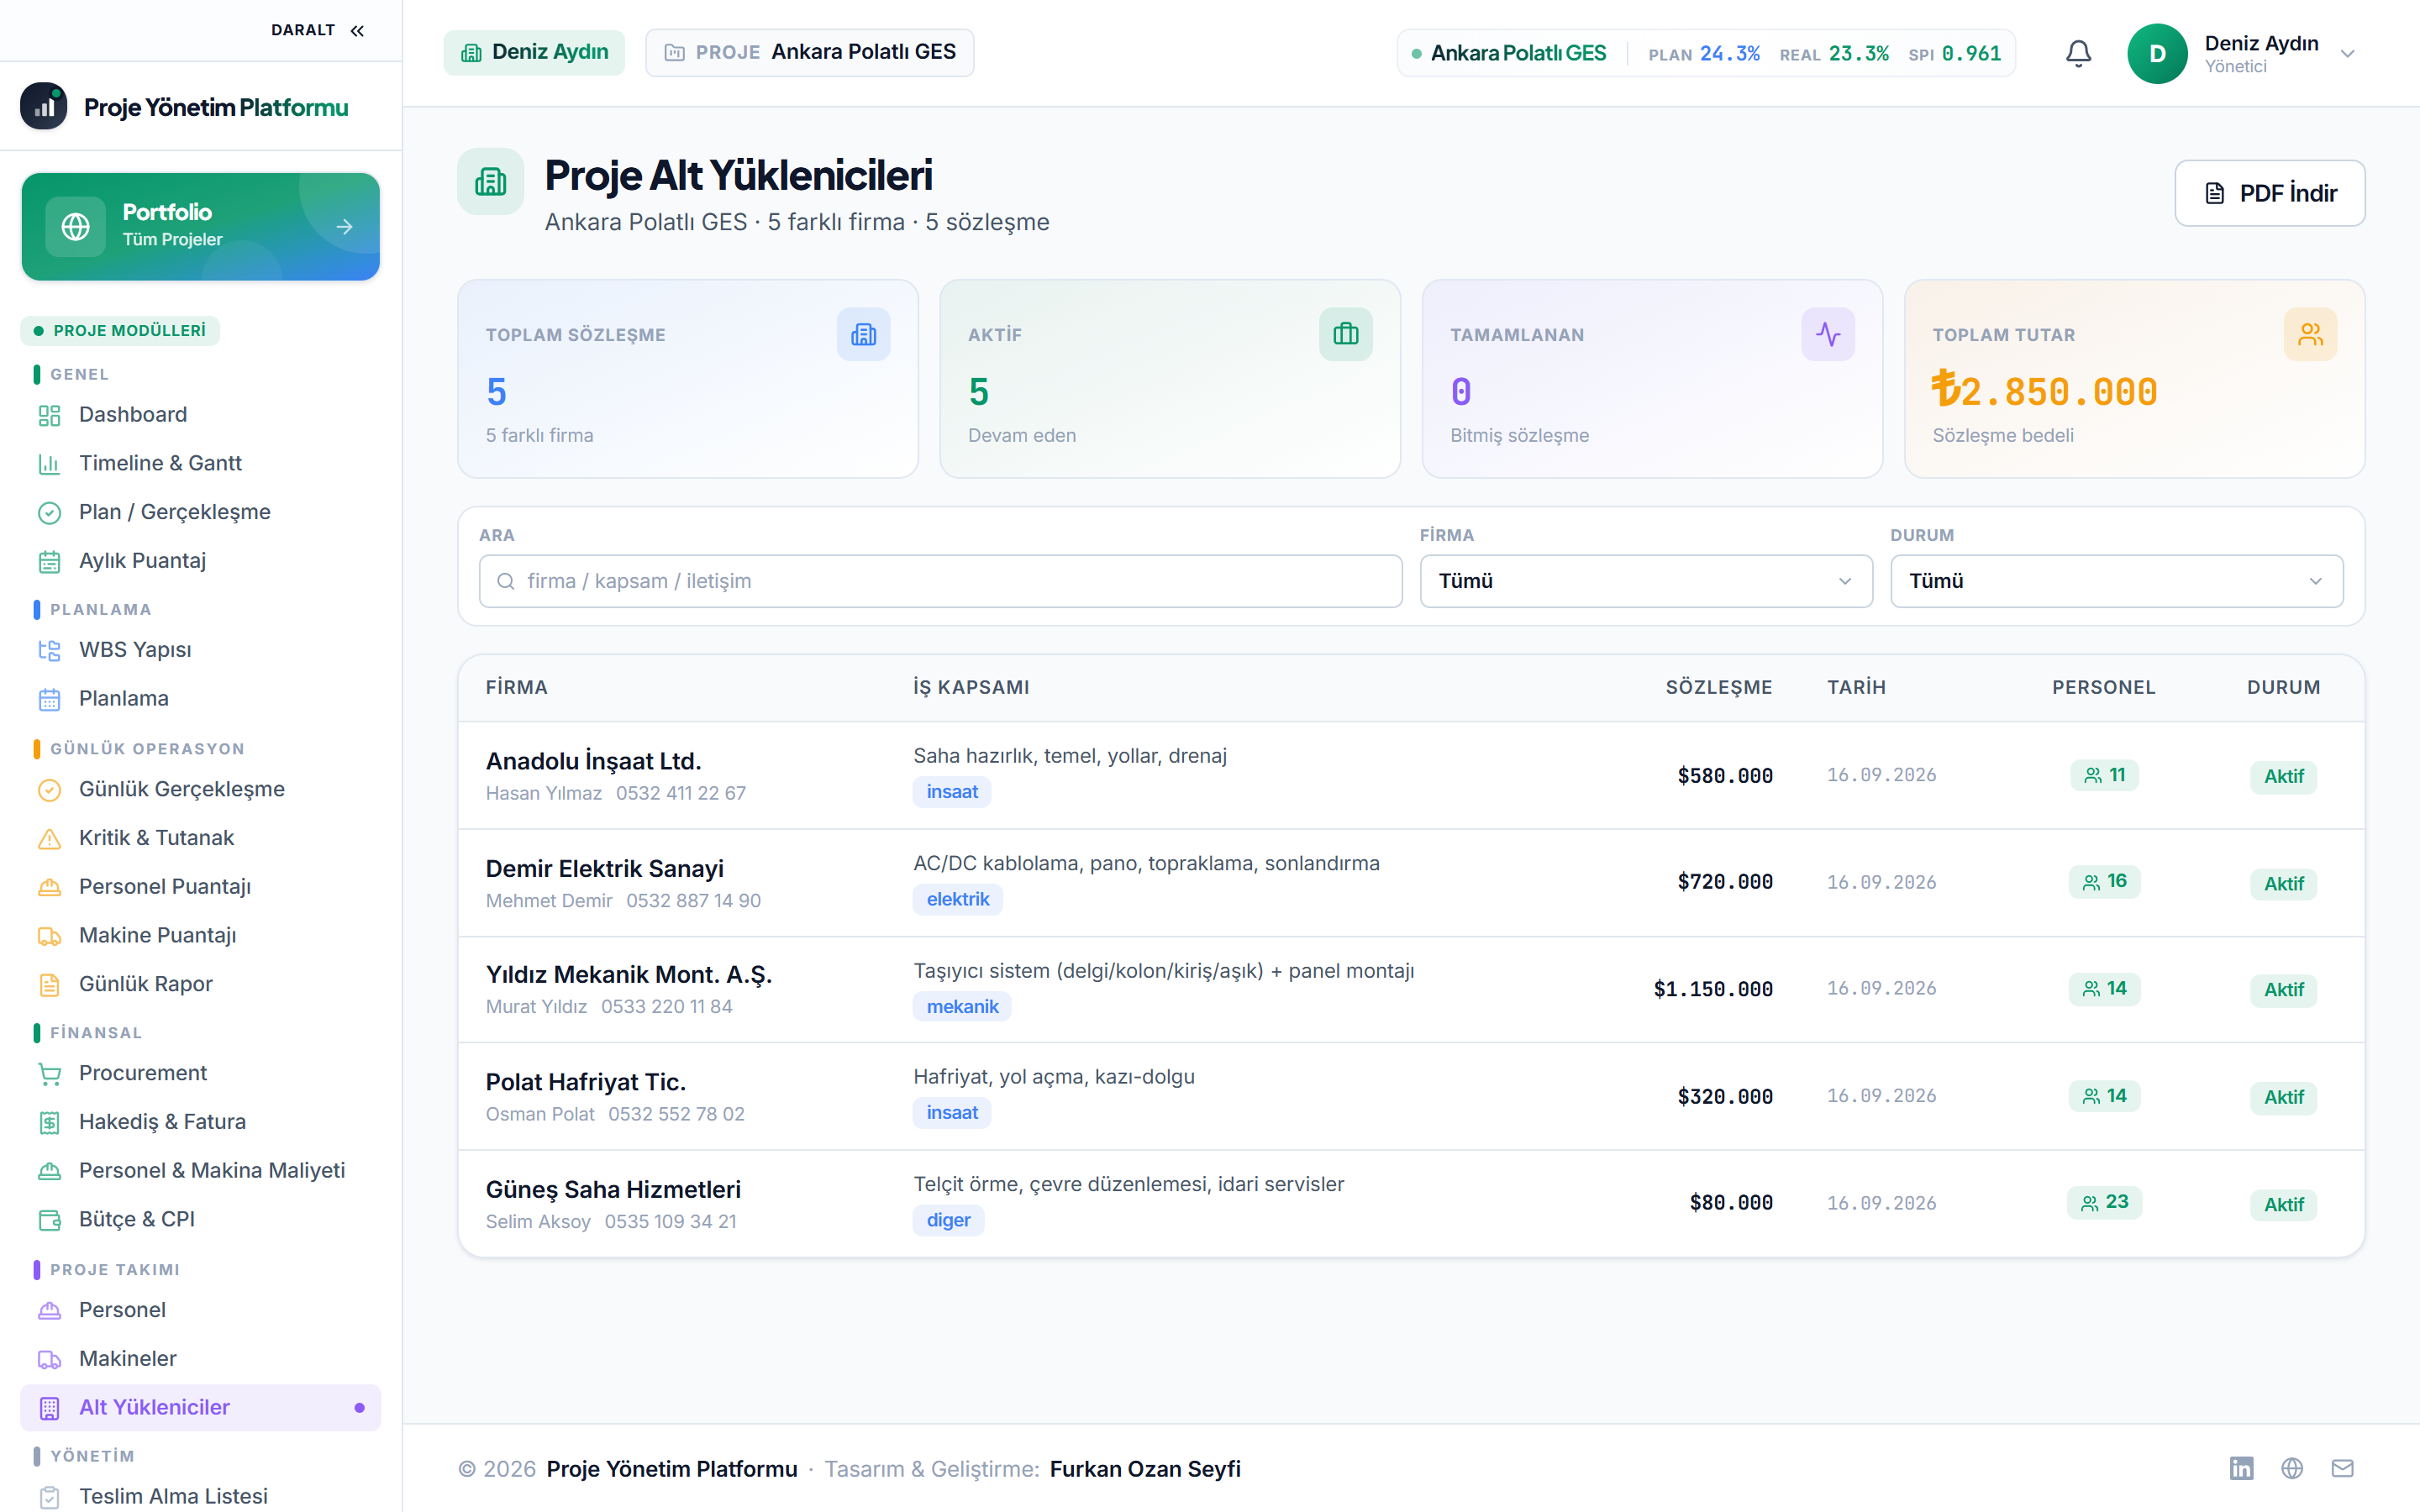 DARALT
Proje Yönetim Platformu
Portfolio
Tüm Projeler
PROJE MODÜLLERİ
GENEL
Dashboard
Timeline & Gantt
Plan / Gerçekleşme
Aylık Puantaj
PLANLAMA
WBS Yapısı
Planlama
GÜNLÜK OPERASYON
Günlük Gerçekleşme
Kritik & Tutanak
Personel Puantajı
Makine Puantajı
Günlük Rapor
FİNANSAL
Procurement
Hakediş & Fatura
Personel & Makina Maliyeti
Bütçe & CPI
PROJE TAKIMI
Personel
Makineler
Alt Yükleniciler
YÖNETİM
Teslim Alma Listesi
Deniz Aydın
PROJE Ankara Polatlı GES
Ankara Polatlı GES PLAN 24.3% REAL 23.3% SPI 0.961
D
Deniz Aydın
Yönetici
Proje Alt Yüklenicileri
Ankara Polatlı GES · 5 farklı firma · 5 sözleşme
PDF İndir
TOPLAM SÖZLEŞME
5
5 farklı firma
AKTİF
5
Devam eden
TAMAMLANAN
0
Bitmiş sözleşme
TOPLAM TUTAR
₺2.850.000
Sözleşme bedeli
ARA
firma / kapsam / iletişim
FİRMA
Tümü
DURUM
Tümü
FİRMA İŞ KAPSAMI SÖZLEŞME TARİH PERSONEL DURUM
Anadolu İnşaat Ltd.
Hasan Yılmaz 0532 411 22 67
Saha hazırlık, temel, yollar, drenaj
insaat
$580.000 16.09.2026 11 Aktif
Demir Elektrik Sanayi
Mehmet Demir 0532 887 14 90
AC/DC kablolama, pano, topraklama, sonlandırma
elektrik
$720.000 16.09.2026 16 Aktif
Yıldız Mekanik Mont. A.Ş.
Murat Yıldız 0533 220 11 84
Taşıyıcı sistem (delgi/kolon/kiriş/aşık) + panel montajı
mekanik
$1.150.000 16.09.2026 14 Aktif
Polat Hafriyat Tic.
Osman Polat 0532 552 78 02
Hafriyat, yol açma, kazı-dolgu
insaat
$320.000 16.09.2026 14 Aktif
Güneş Saha Hizmetleri
Selim Aksoy 0535 109 34 21
Telçit örme, çevre düzenlemesi, idari servisler
diger
$80.000 16.09.2026 23 Aktif
© 2026 Proje Yönetim Platformu · Tasarım & Geliştirme: Furkan Ozan Seyfi